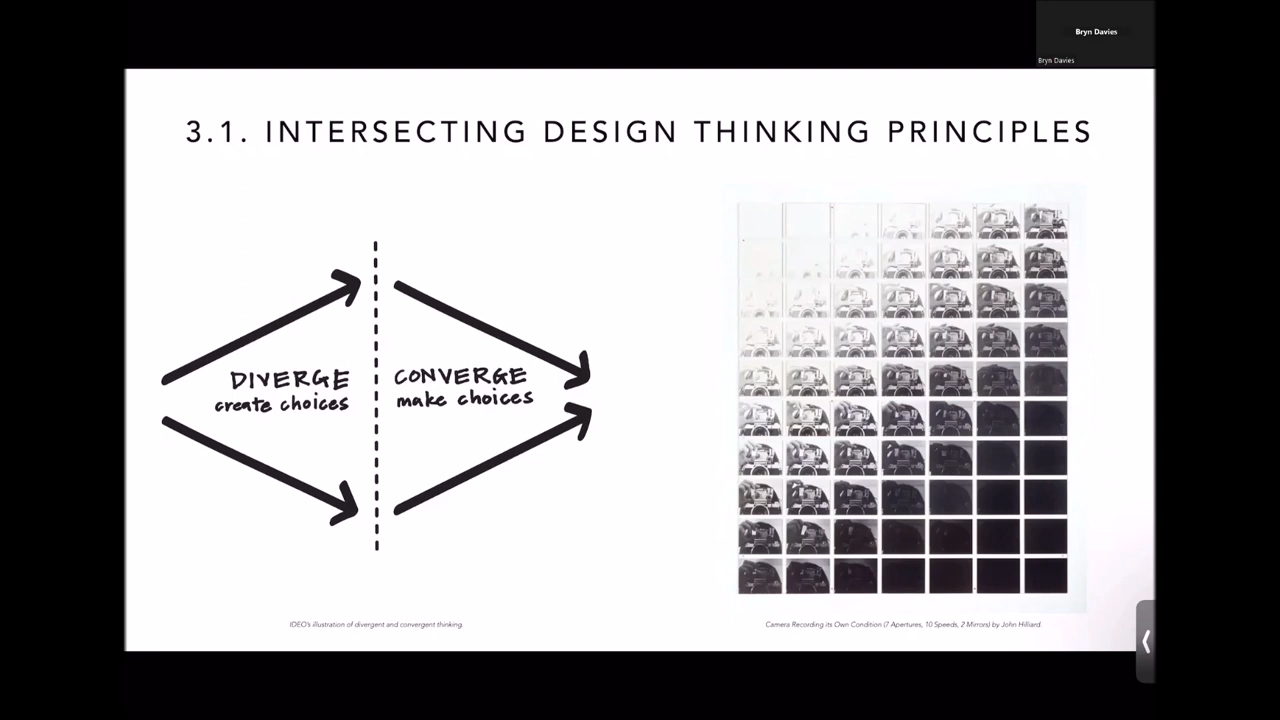 Bryn Davies
Bryn Davies
3.1. INTERSECTING DESIGN THINKING PRINCIPLES
DIVERGE
create choices
CONVERGE
make choices
IDEO's illustration of divergent and convergent thinking.
Camera Recording its Own Condition (7 Apertures, 10 Speeds, 2 Mirrors) by John Hilliard.